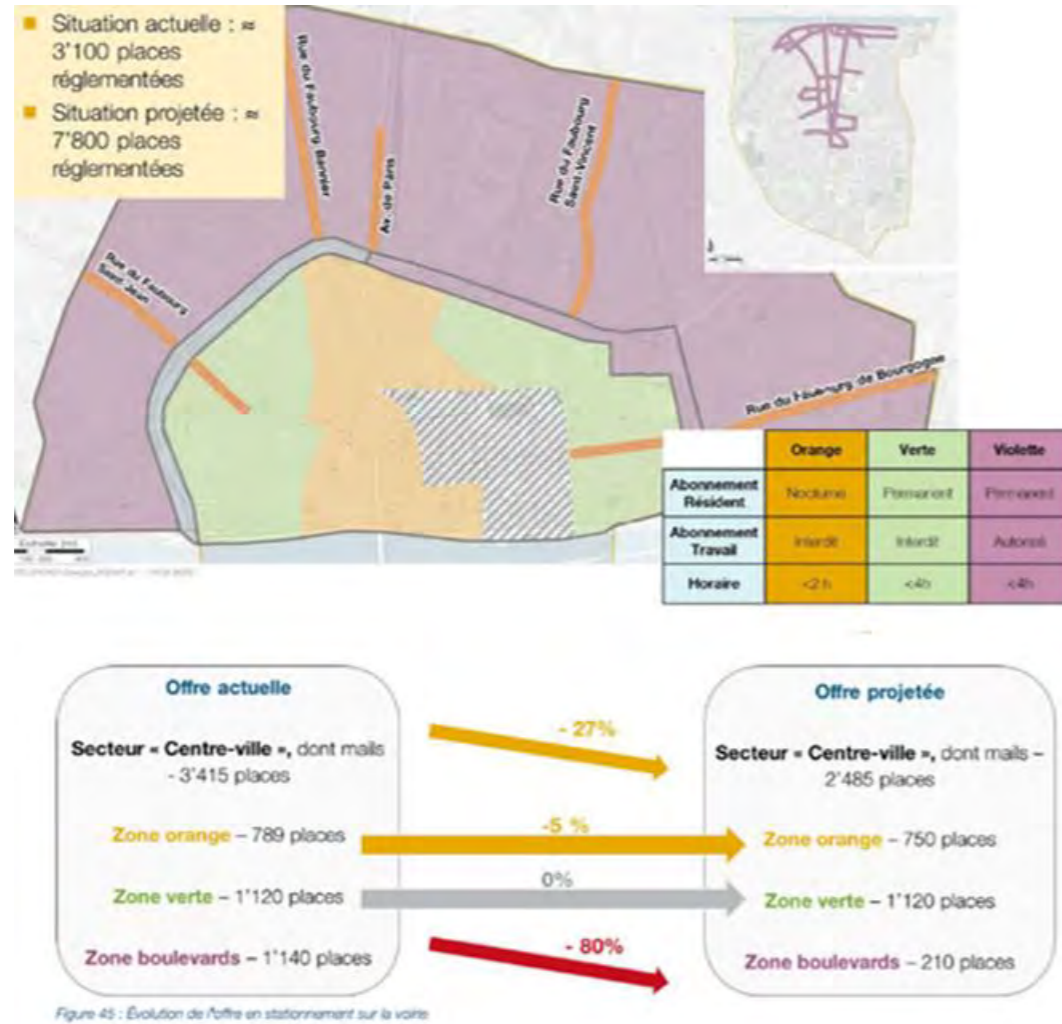 Situation actuelle : ≈
3'100 places
réglementées
Situation projetée : ≈
7'800 places
réglementées
Rue du Faubourg Bannier
Av. de Paris
Rue du Faubourg
Saint-Vincent
Rue du Faubourg
Saint-Jean
Rue du Faubourg de Bourgogne
Orange Verte Violette
Abonnement
Résident
Nocturne Permanent Permanent
Abonnement
Travail
Interdit Interdit Autorisé
Horaire <2 h <4h <4h
Offre actuelle
Secteur « Centre-ville », dont mails
- 3'415 places
Zone orange – 789 places
Zone verte – 1'120 places
Zone boulevards – 1'140 places
- 27%
-5 %
0%
- 80%
Offre projetée
Secteur « Centre-ville », dont mails –
2'485 places
Zone orange – 750 places
Zone verte – 1'120 places
Zone boulevards – 210 places
Figure 45 : Évolution de l'offre en stationnement sur la voirie